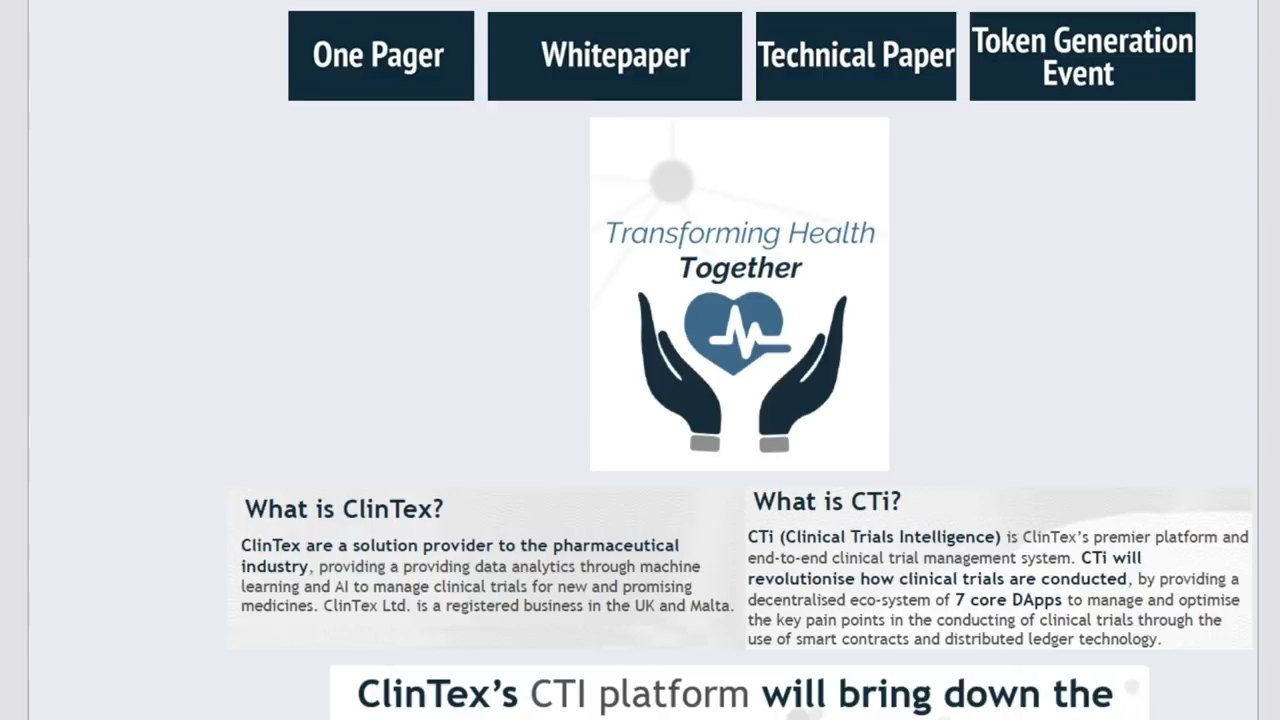 One Pager
Whitepaper
Technical Paper
Token Generation
Event
Transforming Health
Together
What is ClinTex?
ClinTex are a solution provider to the pharmaceutical
industry, providing a providing data analytics through machine
learning and AI to manage clinical trials for new and promising
medicines. ClinTex Ltd. is a registered business in the UK and Malta.
What is CTi?
CTi (Clinical Trials Intelligence) is ClinTex's premier platform and
end-to-end clinical trial management system. CTi will
revolutionise how clinical trials are conducted, by providing a
decentralised eco-system of 7 core DApps to manage and optimise
the key pain points in the conducting of clinical trials through the
use of smart contracts and distributed ledger technology.
ClinTex's CTI platform will bring down the